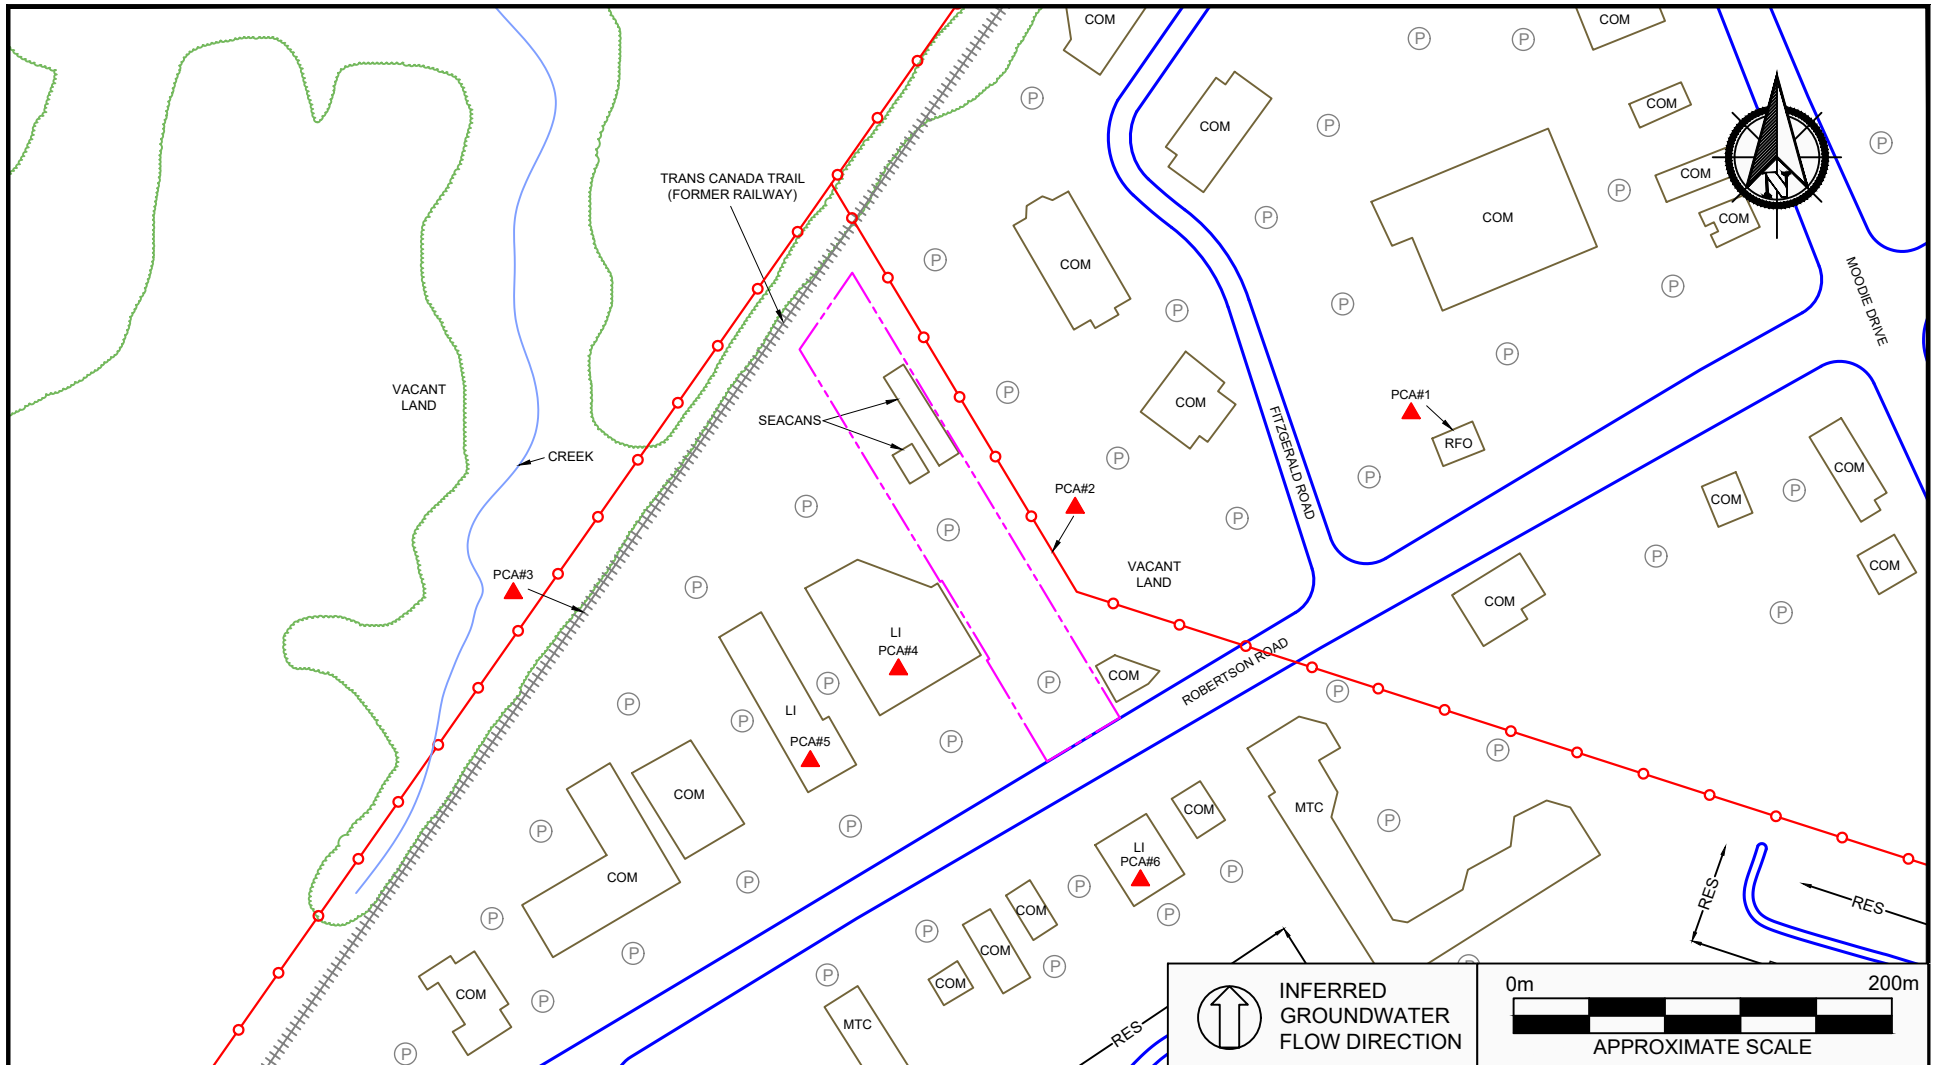 COM
COM
P
P
COM
P
COM
P
COM
P
TRANS CANADA TRAIL
(FORMER RAILWAY)
COM
P
N
COM
COM
P
P
COM
P
MOODIE DRIVE
P
P
P
P
VACANT
LAND
P
COM
PCA#1
SEACANS
FITZGERALD ROAD
RFO
CREEK
P
P
COM
PCA#2
P
P
COM
P
P
P
COM
VACANT
LAND
PCA#3
P
COM
P
LI
PCA#4
ROBERTSON ROAD
COM
P
P
P
P
LI
P
PCA#5
P
P
COM
MTC
COM
P
P
P
LI
PCA#6
COM
P
P
P
RES
RES
COM
P
P
P
COM
P
COM
P
P
P
COM
COM
P
MTC
RES
P
INFERRED
GROUNDWATER
FLOW DIRECTION
0m
200m
APPROXIMATE SCALE